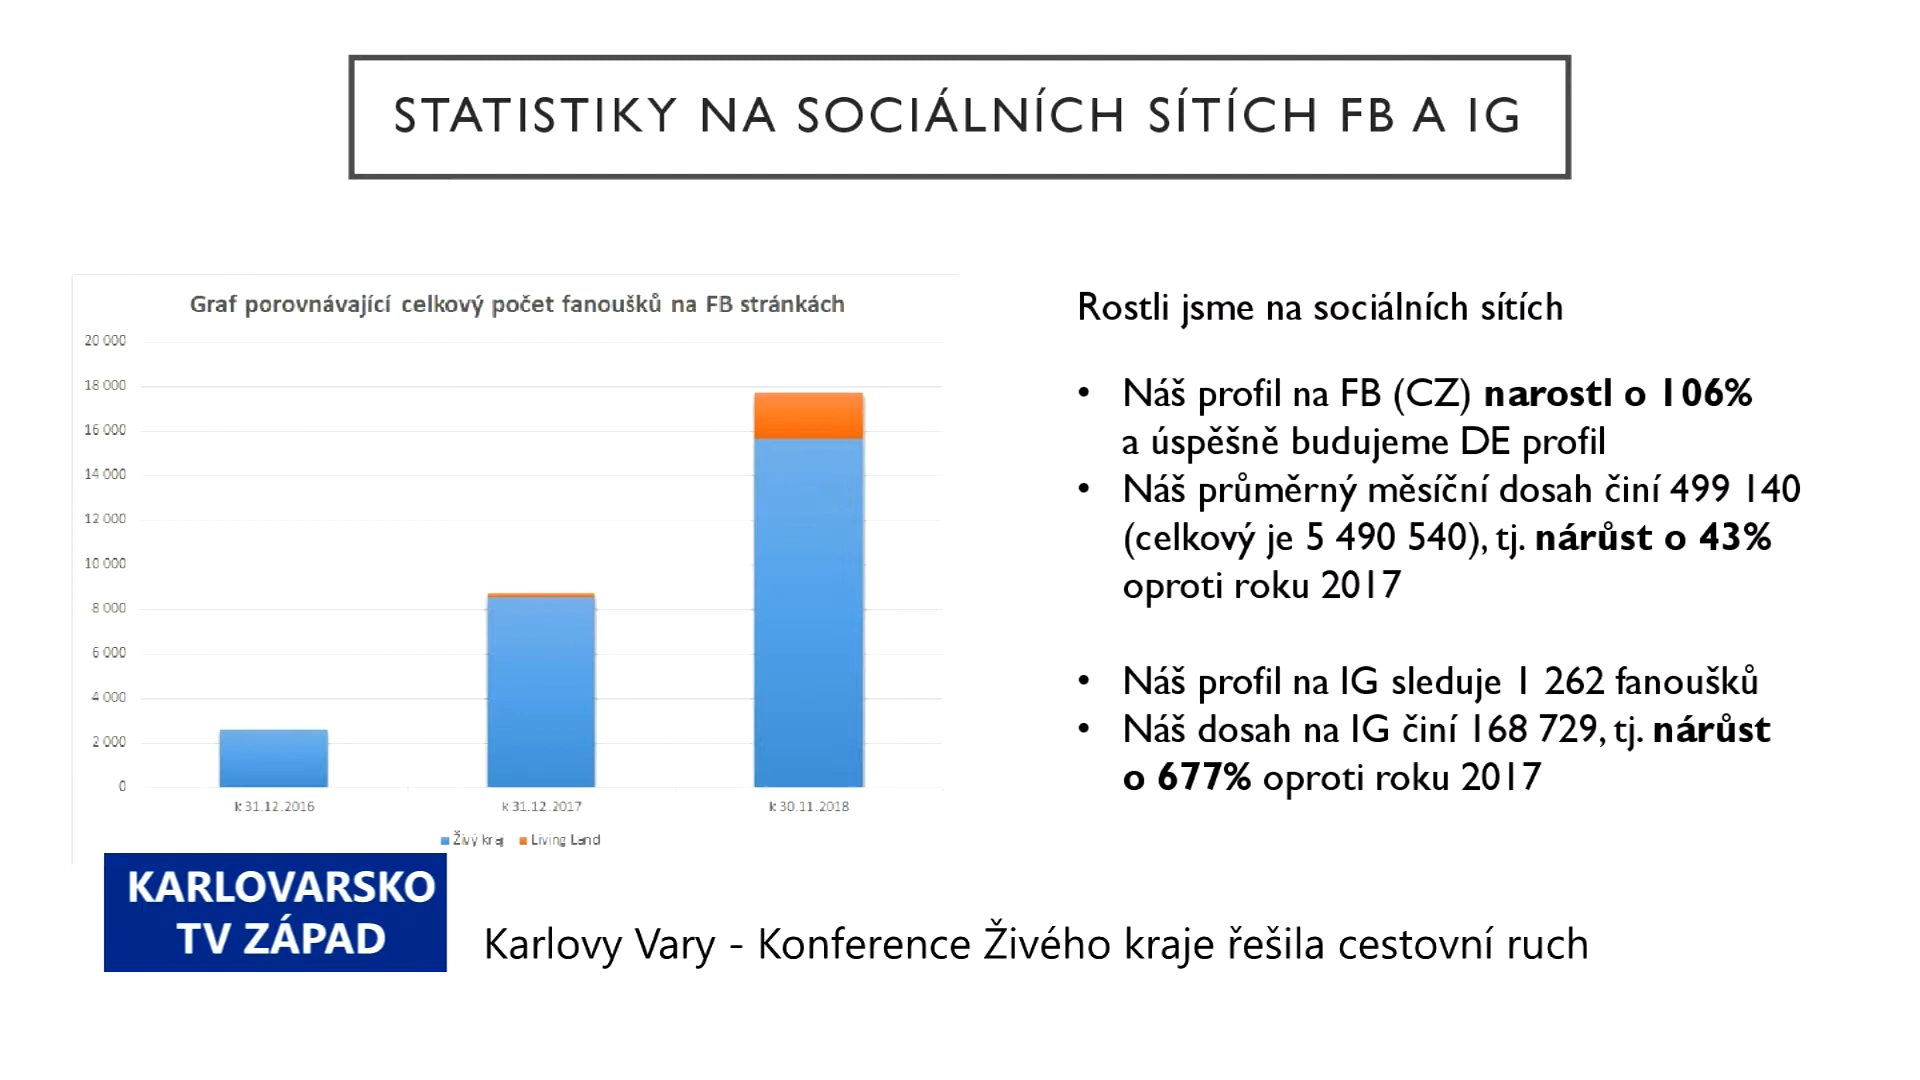 STATISTIKY NA SOCIÁLNÍCH SÍTÍCH FB A IG
Graf porovnávající celkový počet fanoušků na FB stránkách
20 000
18 000
16 000
14 000
12 000
10 000
8 000
6 000
4 000
2 000
0
k 31.12.2016
k 31.12.2017
k 30.11.2018
Živý kraj
Living Land
Rostli jsme na sociálních sítích
• Náš profil na FB (CZ) narostl o 106%
a úspěšně budujeme DE profil
• Náš průměrný měsíční dosah činí 499 140
(celkový je 5 490 540), tj. nárůst o 43%
oproti roku 2017
• Náš profil na IG sleduje 1 262 fanoušků
• Náš dosah na IG činí 168 729, tj. nárůst
o 677% oproti roku 2017
KARLOVARSKO
TV ZÁPAD
Karlovy Vary - Konference Živého kraje řešila cestovní ruch